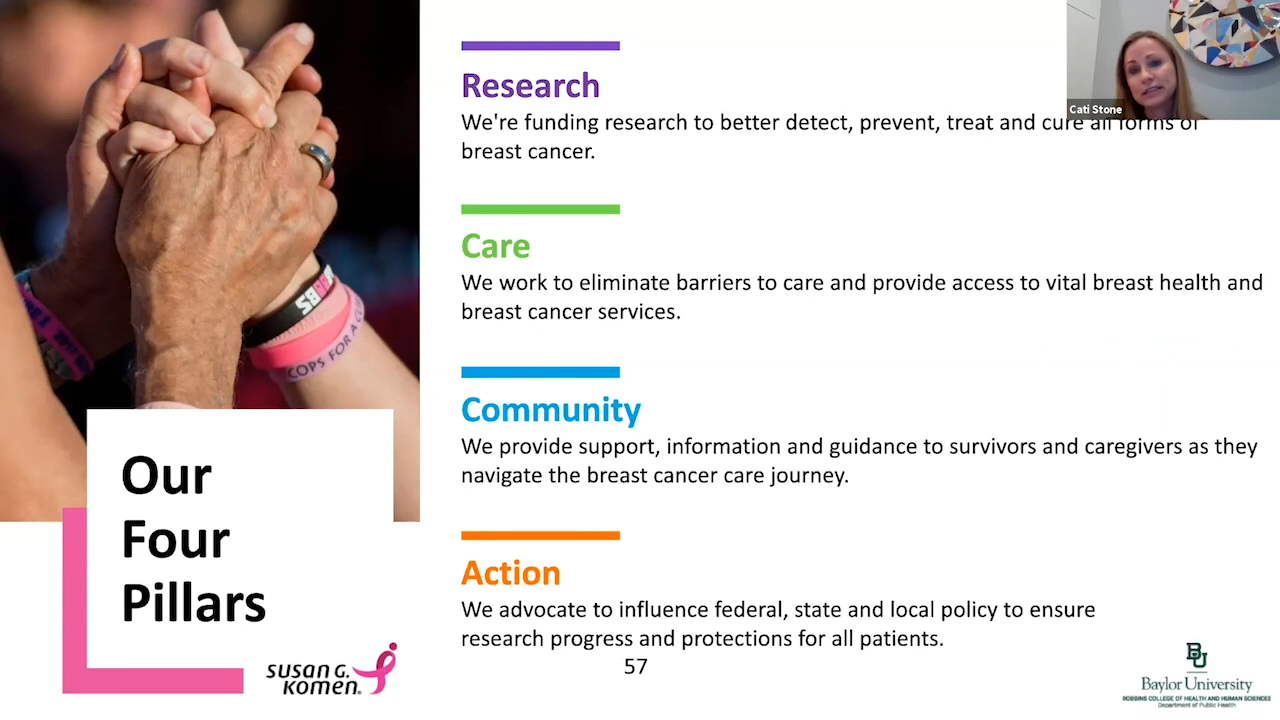 Research
We're funding research to better detect, prevent, treat and cure all forms of
breast cancer.
Cati Stone
Care
We work to eliminate barriers to care and provide access to vital breast health and
breast cancer services.
COPS FOR A
Community
We provide support, information and guidance to survivors and caregivers as they
navigate the breast cancer care journey.
Our
Four
Pillars
Action
We advocate to influence federal, state and local policy to ensure
research progress and protections for all patients.
57
susan G.
komen.
BU
Baylor University
ROBBINS COLLEGE OF HEALTH AND HUMAN SCIENCES
Department of Public Health